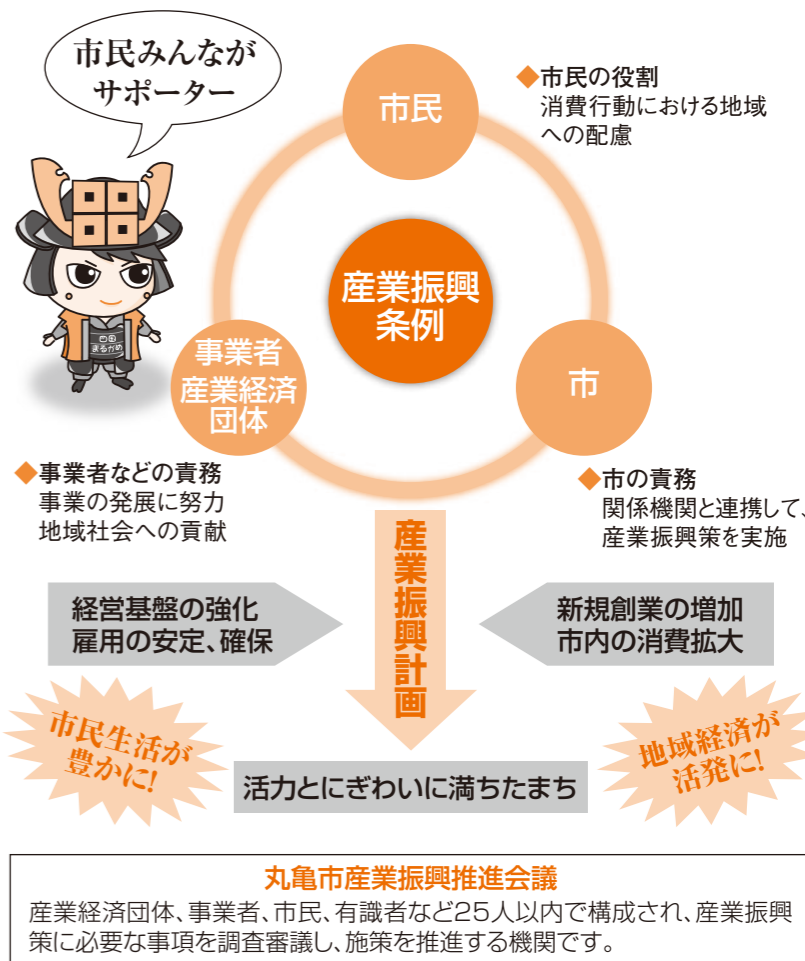 市民みんなが
サポーター
市民
◆市民の役割
消費行動における地域
への配慮
産業振興
条例
四国
まるがめ
事業者
産業経済
団体
市
◆事業者などの責務
事業の発展に努力
地域社会への貢献
◆市の責務
関係機関と連携して、
産業振興策を実施
産業振興計画
経営基盤の強化
雇用の安定、確保
新規創業の増加
市内の消費拡大
市民生活が
豊かに!
地域経済が
活発に!
活力とにぎわいに満ちたまち
丸亀市産業振興推進会議
産業経済団体、事業者、市民、有識者など25人以内で構成され、産業振興
策に必要な事項を調査審議し、施策を推進する機関です。